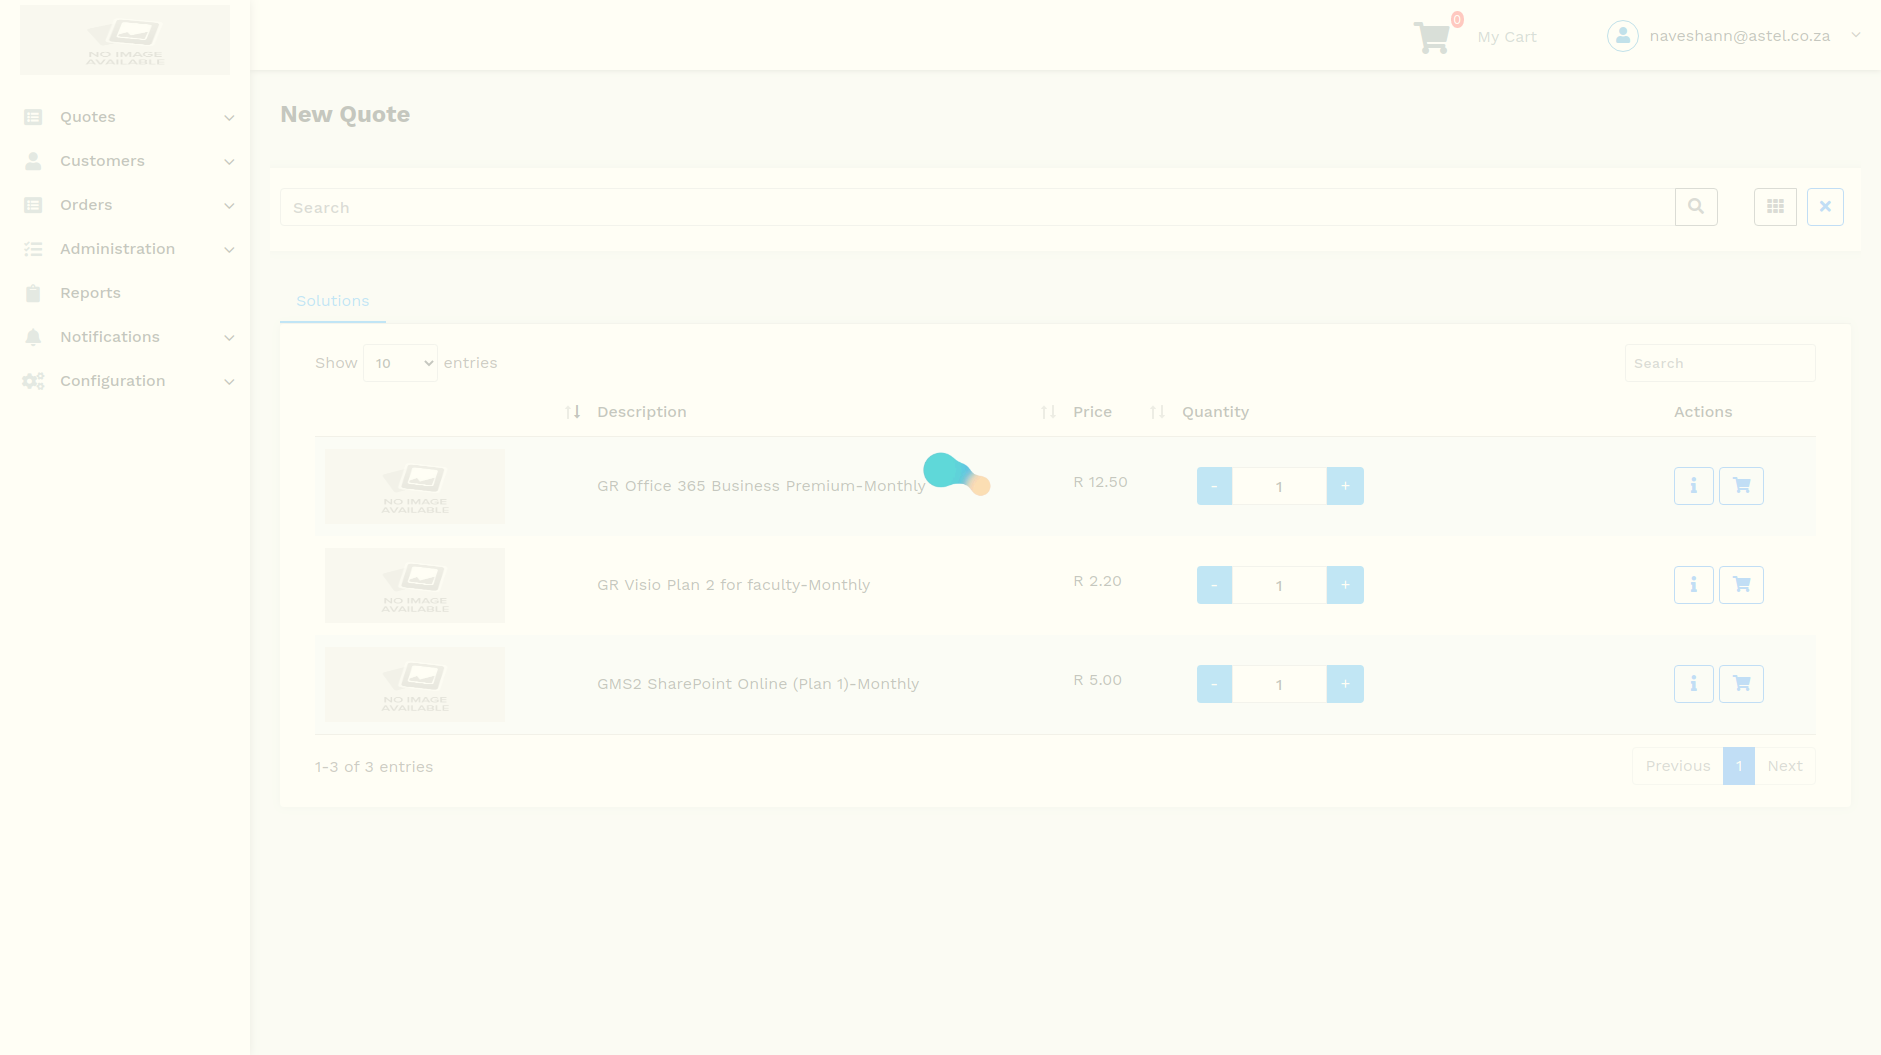 NO IMAGE
AVAILABLE
0
My Cart
naveshann@astel.co.za
Quotes
Customers
Orders
Administration
Reports
Notifications
Configuration
New Quote
Search
Solutions
Show 10 entries
Search
Description Price Quantity Actions
NO IMAGE
AVAILABLE
GR Office 365 Business Premium-Monthly R 12.50 - 1 +
NO IMAGE
AVAILABLE
GR Visio Plan 2 for faculty-Monthly R 2.20 - 1 +
NO IMAGE
AVAILABLE
GMS2 SharePoint Online (Plan 1)-Monthly R 5.00 - 1 +
1-3 of 3 entries
Previous 1 Next